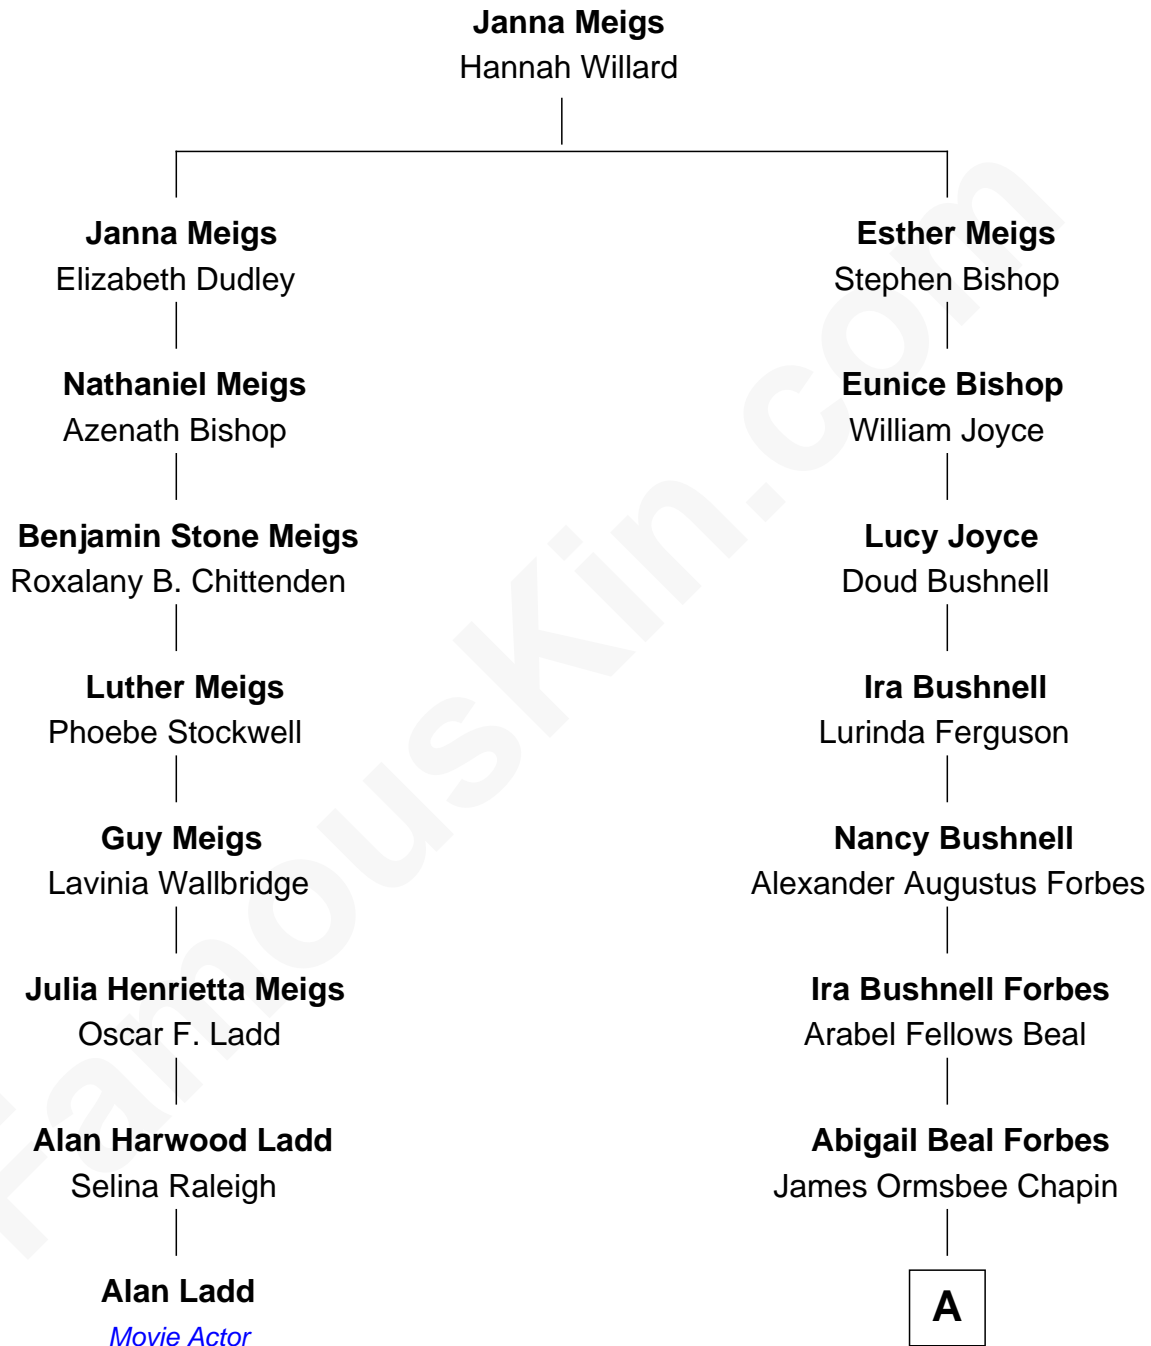 Janna Meigs
Hannah Willard
Janna Meigs
Elizabeth Dudley
Esther Meigs
Stephen Bishop
Nathaniel Meigs
Azenath Bishop
Eunice Bishop
William Joyce
Benjamin Stone Meigs
Roxalany B. Chittenden
Lucy Joyce
Doud Bushnell
Luther Meigs
Phoebe Stockwell
Ira Bushnell
Lurinda Ferguson
Guy Meigs
Lavinia Wallbridge
Nancy Bushnell
Alexander Augustus Forbes
Julia Henrietta Meigs
Oscar F. Ladd
Ira Bushnell Forbes
Arabel Fellows Beal
Alan Harwood Ladd
Selina Raleigh
Abigail Beal Forbes
James Ormsbee Chapin
Alan Ladd
Movie Actor
A
FamousKin.com